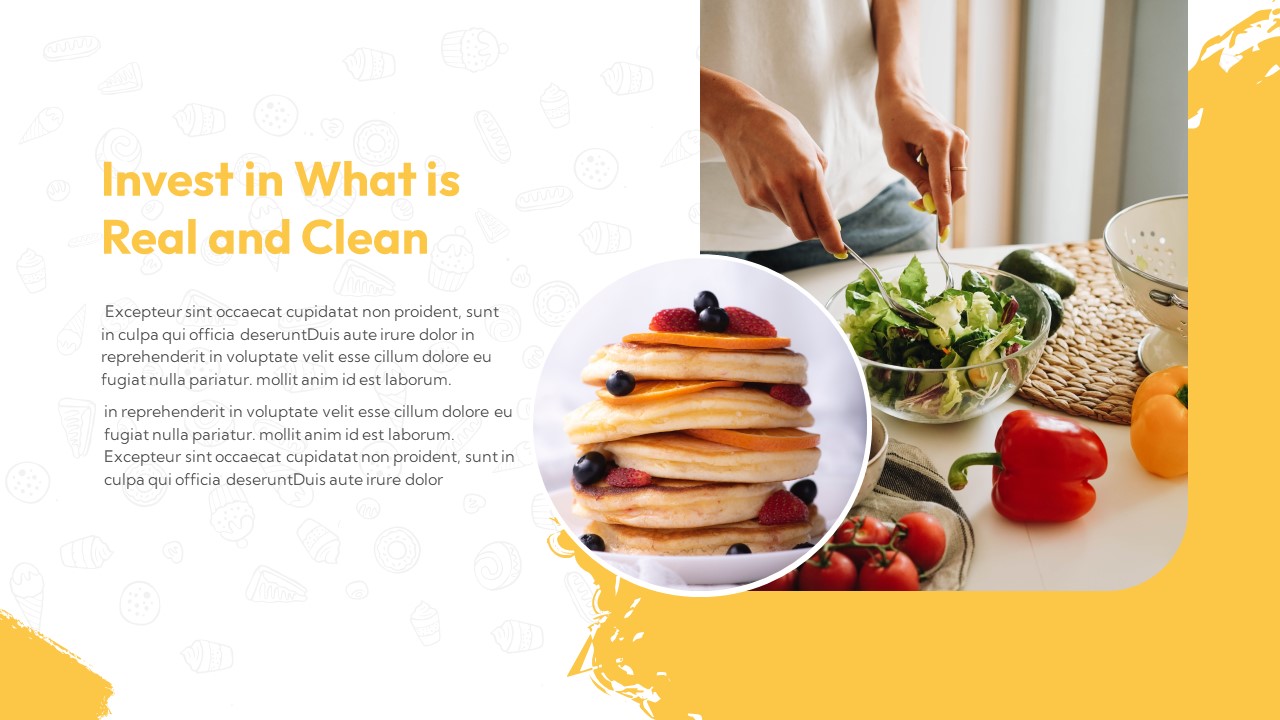 Invest in What is
Real and Clean
Excepteur sint occaecat cupidatat non proident, sunt
in culpa qui officia deseruntDuis aute irure dolor in
reprehenderit in voluptate velit esse cillum dolore eu
fugiat nulla pariatur. mollit anim id est laborum.
in reprehenderit in voluptate velit esse cillum dolore eu
fugiat nulla pariatur. mollit anim id est laborum.
Excepteur sint occaecat cupidatat non proident, sunt in
culpa qui officia deseruntDuis aute irure dolor